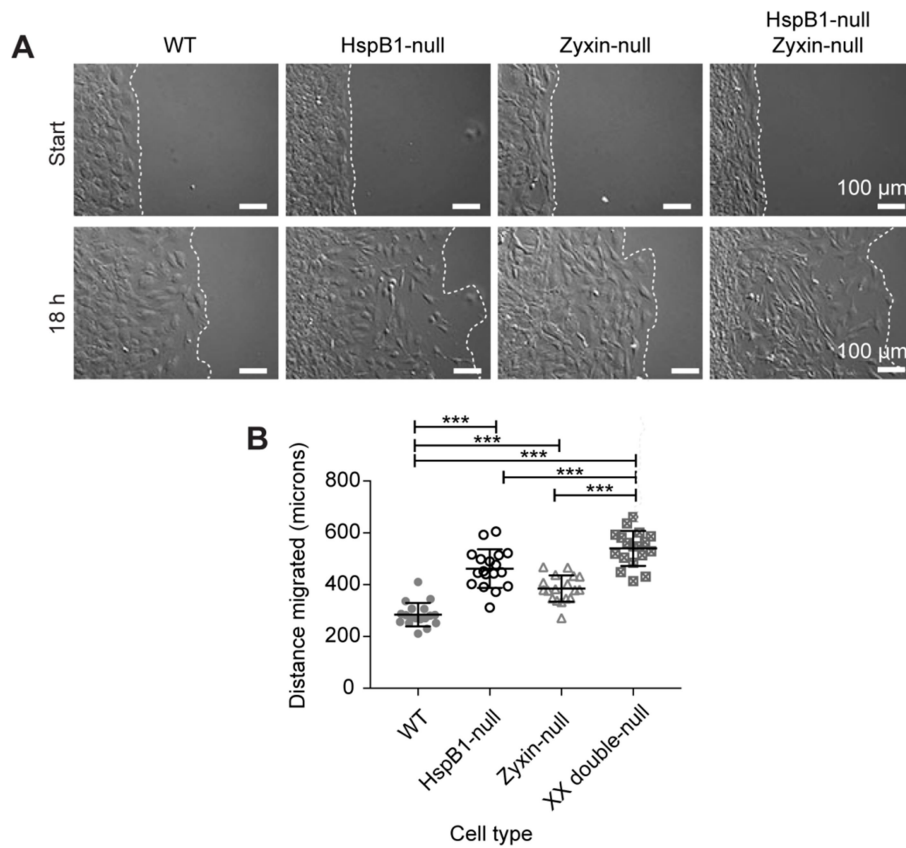 A
WT
HspB1-null
Zyxin-null
HspB1-null
Zyxin-null
Start
100 µm
18 h
100 µm
B
***
***
***
***
***
Distance migrated (microns)
800
600
400
200
0
WT
HspB1-null
Zyxin-null
XX double-null
Cell type